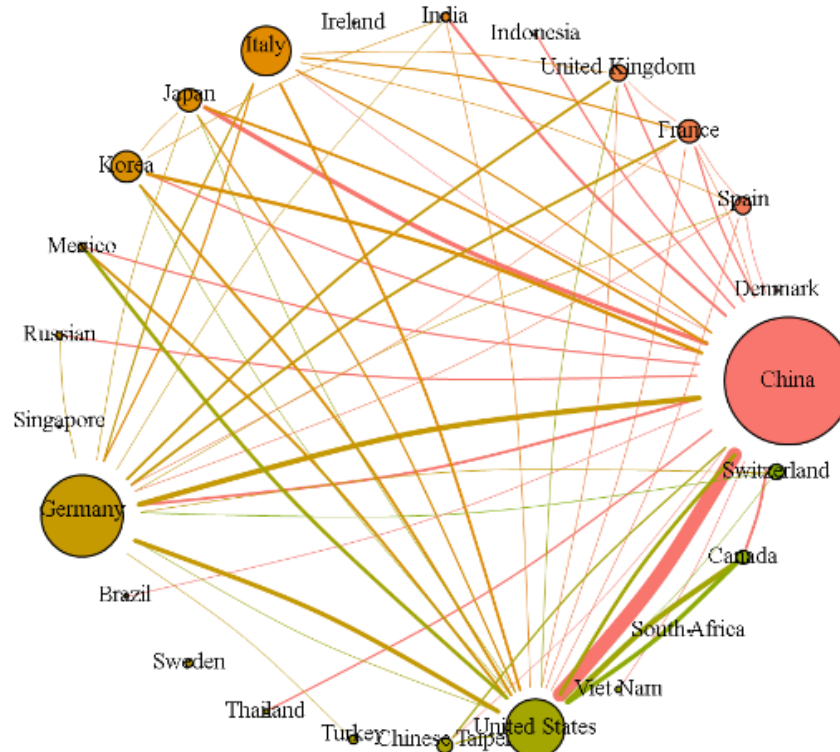 Ireland
India
Indonesia
Italy
United Kingdom
Japan
France
Korea
Spain
Mexico
Denmark
Russian
China
Singapore
Switzerland
Germany
Canada
Brazil
South Africa
Sweden
Viet Nam
Thailand
United States
Turkey
Chinese Taipei